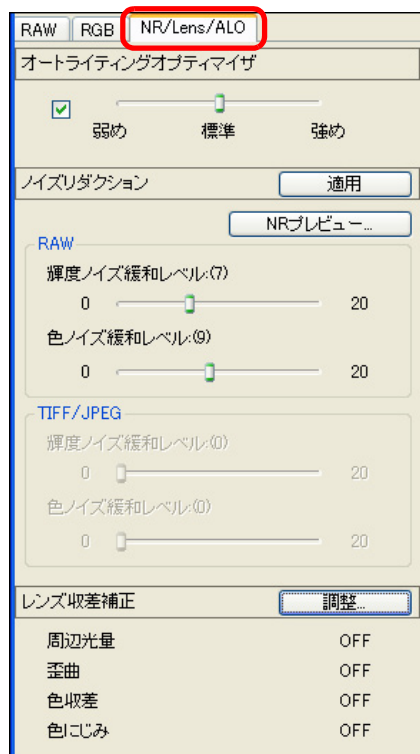 RAW RGB NR/Lens/ALO
オートライティングオプティマイザ
弱め 標準 強め
ノイズリダクション 適用
NRプレビュー...
RAW
輝度ノイズ緩和レベル:(7)
0 20
色ノイズ緩和レベル:(9)
0 20
TIFF/JPEG
輝度ノイズ緩和レベル:(0)
0 20
色ノイズ緩和レベル:(0)
0 20
レンズ収差補正 調整...
周辺光量 OFF
歪曲 OFF
色収差 OFF
色にじみ OFF